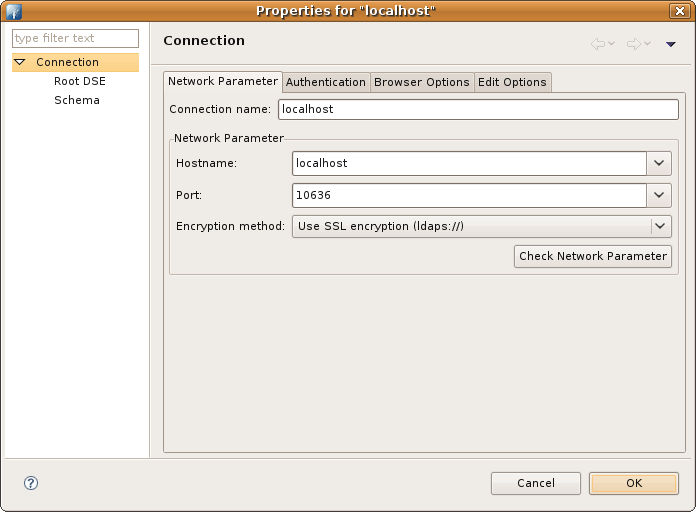 Properties for "localhost"
type filter text
Connection
Root DSE
Schema
Connection
Network Parameter Authentication Browser Options Edit Options
Connection name: localhost
Network Parameter
Hostname: localhost
Port: 10636
Encryption method: Use SSL encryption (ldaps://)
Check Network Parameter
? Cancel OK